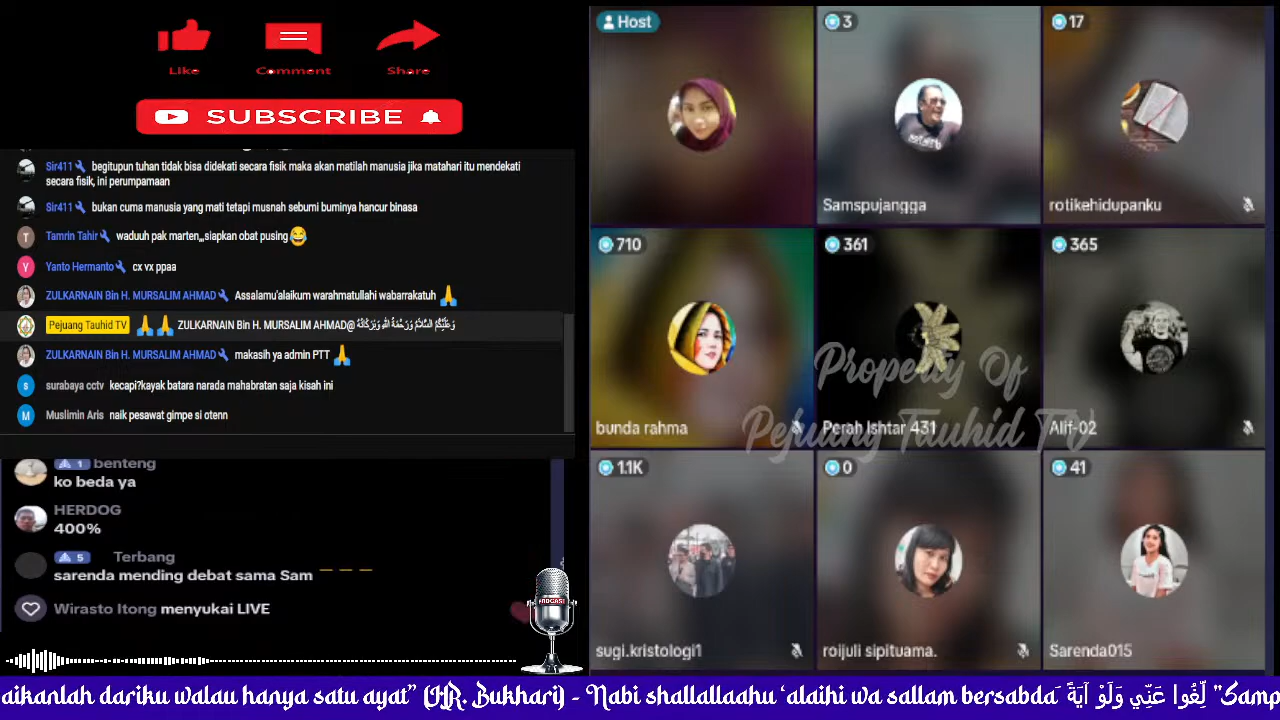 Like Comment Share
SUBSCRIBE
Sir411 begitupun tuhan tidak bisa didekati secara fisik maka akan matilah manusia jika matahari itu mendekati
secara fisik, ini perumpamaan
Sir411 bukan cuma manusia yang mati tetapi musnah sebumi buminya hancur binasa
T Tamrin Tahir waduuh pak marten,,,siapkan obat pusing😂
Y Yanto Hermanto cx vx ppaa
ZULKARNAIN Bin H. MURSALIM AHMAD Assalamu'alaikum warahmatullahi wabarrakatuh 🙏
Pejuang Tauhid TV 🙏🙏 ZULKARNAIN Bin H. MURSALIM AHMAD@ وَعَلَيْكُمُ السَّلاَمُ وَرَحْمَةُ اللهِ وَبَرَكَاتُهُ
ZULKARNAIN Bin H. MURSALIM AHMAD makasih ya admin PTT 🙏
s surabaya cctv kecapi?kayak batara narada mahabratan saja kisah ini
M Muslimin Aris naik pesawat gimpe si otenn
1 benteng
ko beda ya
HERDOG
400%
5 Terbang
sarenda mending debat sama Sam
Wirasto Itong menyukai LIVE
PODCAST
Host
3
Samspujangga
17
rotikehidupanku
710
bunda rahma
361
Perah Ishtar 431
365
Alif-02
Property Of
Pejuang Tauhid TV
1.1K
sugi.kristologi1
0
roijuli sipituama.
41
Sarenda015
aikanlah dariku walau hanya satu ayat” (HR. Bukhari) - Nabi shallallaahu ‘alaihi wa sallam bersabda َلِّغُوا عَنِّي وَلَوْ آيَةً "Samp